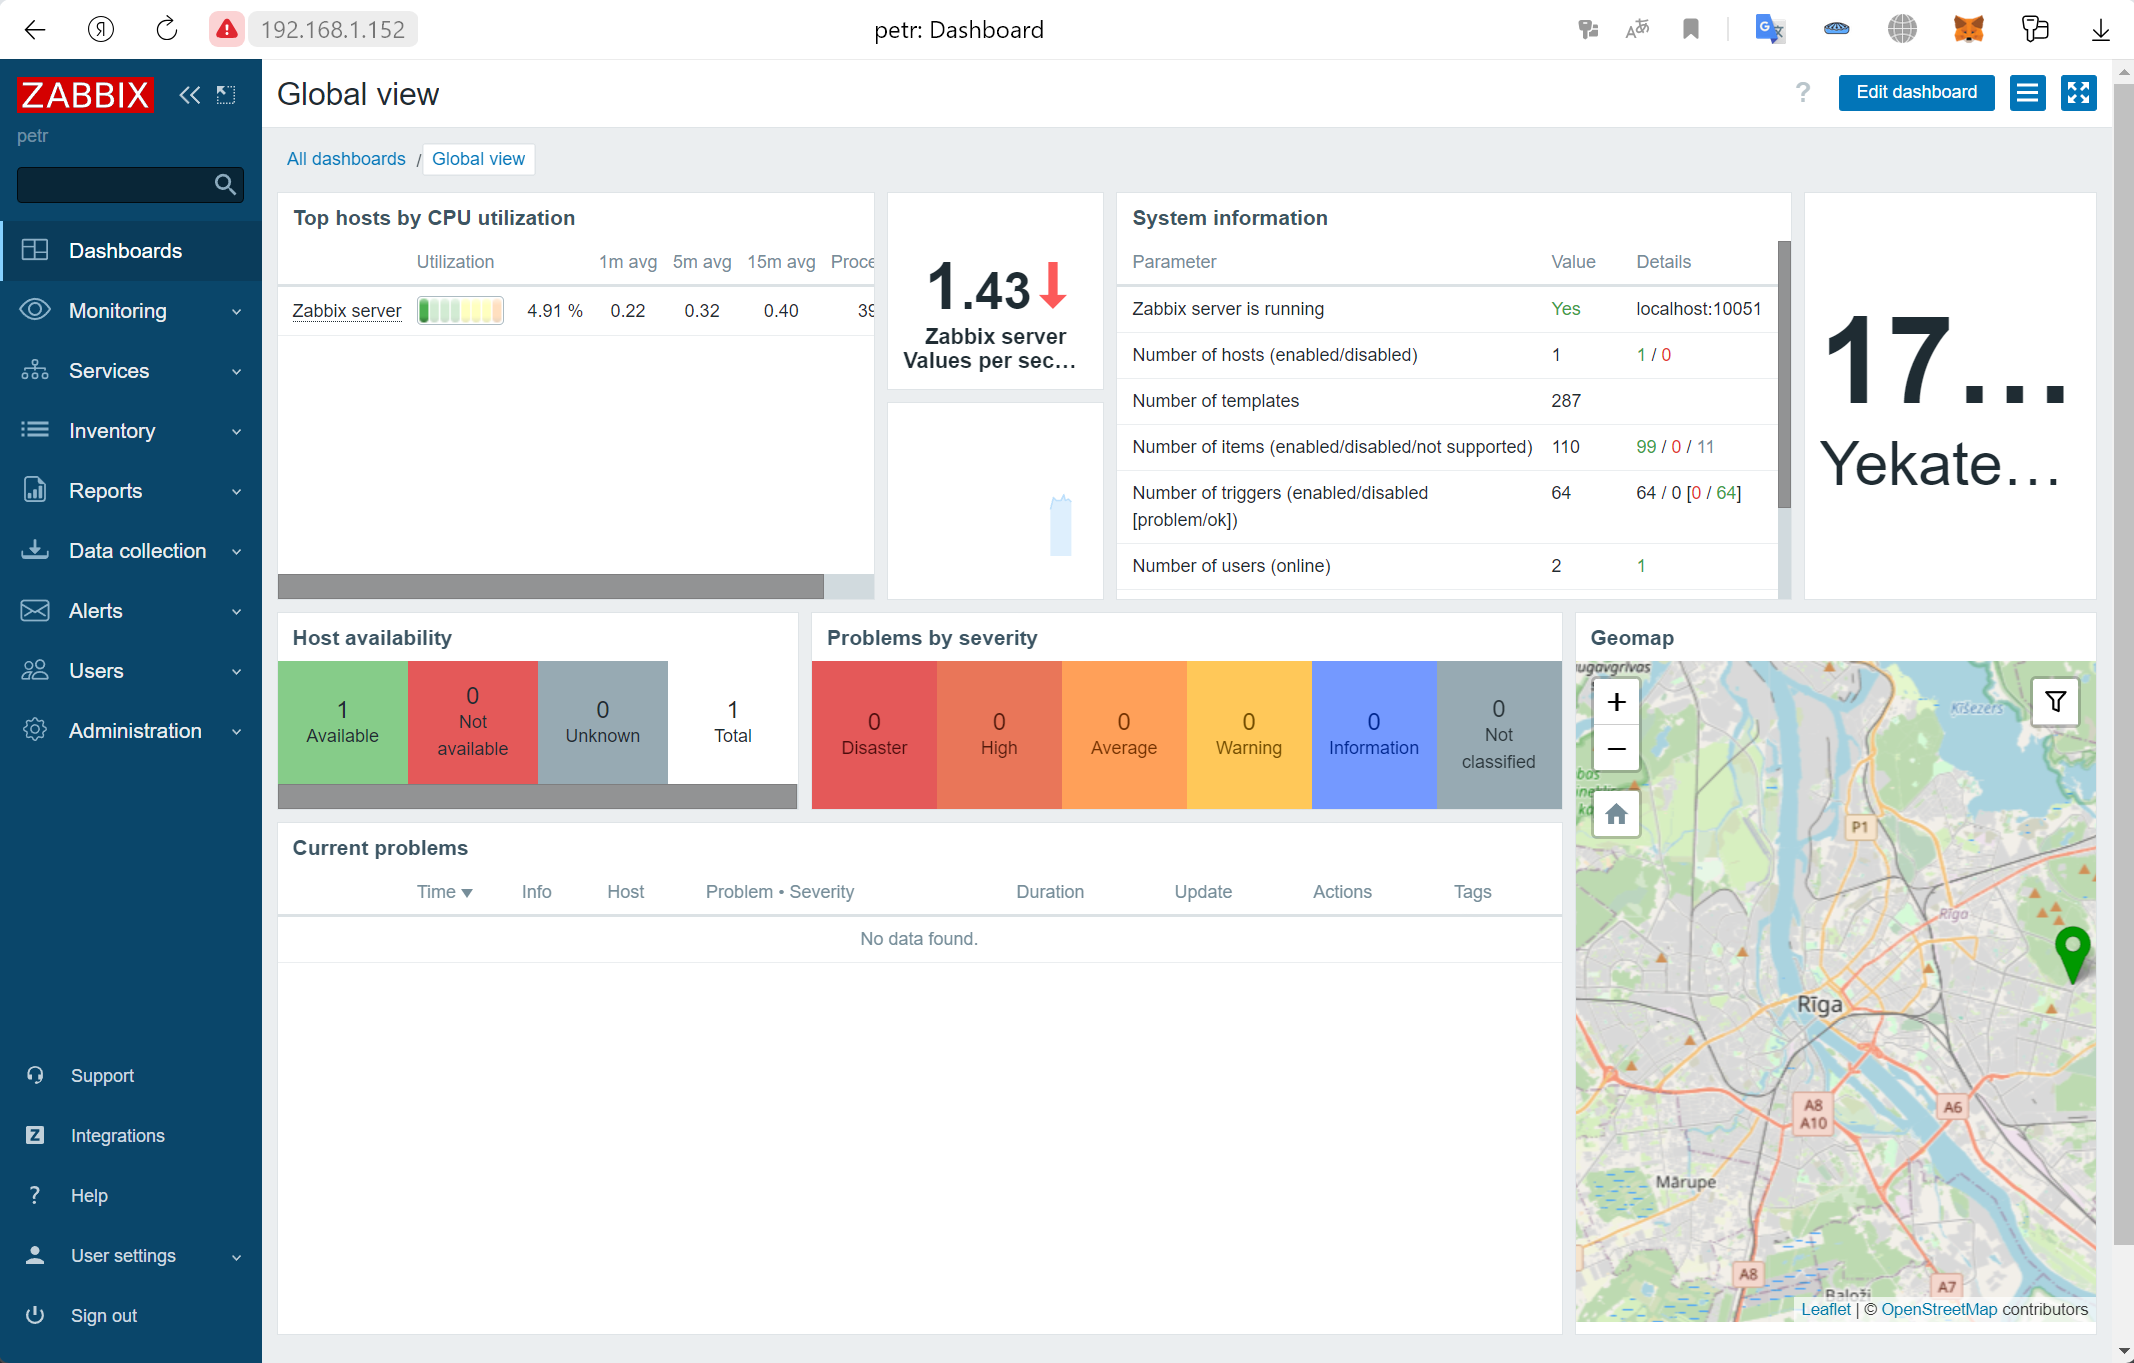 192.168.1.152
petr: Dashboard
ZABBIX
petr
Dashboards
Monitoring
Services
Inventory
Reports
Data collection
Alerts
Users
Administration
Support
Integrations
Help
User settings
Sign out
Global view
? Edit dashboard
All dashboards / Global view
Top hosts by CPU utilization
Utilization 1m avg 5m avg 15m avg Proce
Zabbix server 4.91 % 0.22 0.32 0.40 39
1.43
Zabbix server
Values per sec...
System information
Parameter Value Details
Zabbix server is running Yes localhost:10051
Number of hosts (enabled/disabled) 1 1 / 0
Number of templates 287
Number of items (enabled/disabled/not supported) 110 99 / 0 / 11
Number of triggers (enabled/disabled 64 64 / 0 [0 / 64]
[problem/ok])
Number of users (online) 2 1
17...
Yekate...
Host availability
1
Available
0
Not
available
0
Unknown
1
Total
Problems by severity
0
Disaster
0
High
0
Average
0
Warning
0
Information
0
Not
classified
Current problems
Time Info Host Problem • Severity Duration Update Actions Tags
No data found.
Geomap
ugavgrīvas
Ķīšezers
+
−
P1
Rīga
Rīga
A8
A10
A6
Mārupe
A8
A7
Baloži
Leaflet | © OpenStreetMap contributors